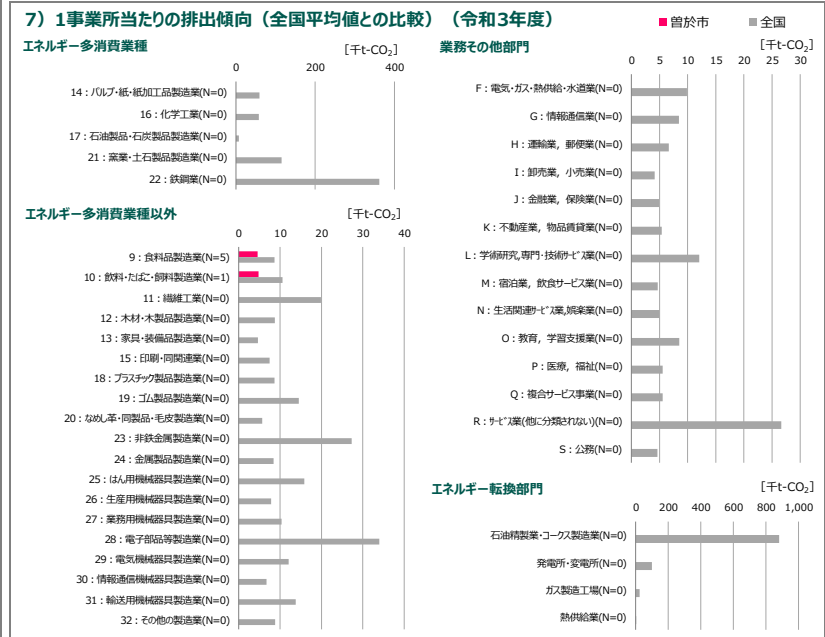 7）1事業所当たりの排出傾向（全国平均値との比較）（令和3年度）
■曽於市 ■全国
エネルギー多消費業種
[千t-CO₂]
0 200 400
14：パルプ・紙・紙加工品製造業(N=0)
16：化学工業(N=0)
17：石油製品・石炭製品製造業(N=0)
21：窯業・土石製品製造業(N=0)
22：鉄鋼業(N=0)
エネルギー多消費業種以外
[千t-CO₂]
0 10 20 30 40
9：食料品製造業(N=5)
10：飲料・たばこ・飼料製造業(N=1)
11：繊維工業(N=0)
12：木材・木製品製造業(N=0)
13：家具・装備品製造業(N=0)
15：印刷・同関連業(N=0)
18：プラスチック製品製造業(N=0)
19：ゴム製品製造業(N=0)
20：なめし革・同製品・毛皮製造業(N=0)
23：非鉄金属製造業(N=0)
24：金属製品製造業(N=0)
25：はん用機械器具製造業(N=0)
26：生産用機械器具製造業(N=0)
27：業務用機械器具製造業(N=0)
28：電子部品等製造業(N=0)
29：電気機械器具製造業(N=0)
30：情報通信機械器具製造業(N=0)
31：輸送用機械器具製造業(N=0)
32：その他の製造業(N=0)
業務その他部門
[千t-CO₂]
0 5 10 15 20 25 30
F：電気・ガス・熱供給・水道業(N=0)
G：情報通信業(N=0)
H：運輸業，郵便業(N=0)
I：卸売業，小売業(N=0)
J：金融業，保険業(N=0)
K：不動産業，物品賃貸業(N=0)
L：学術研究,専門・技術ｻｰﾋﾞｽ業(N=0)
M：宿泊業，飲食サービス業(N=0)
N：生活関連ｻｰﾋﾞｽ業,娯楽業(N=0)
O：教育，学習支援業(N=0)
P：医療，福祉(N=0)
Q：複合サービス事業(N=0)
R：ｻｰﾋﾞｽ業(他に分類されない)(N=0)
S：公務(N=0)
エネルギー転換部門
[千t-CO₂]
0 200 400 600 800 1,000
石油精製業・コークス製造業(N=0)
発電所・変電所(N=0)
ガス製造工場(N=0)
熱供給業(N=0)